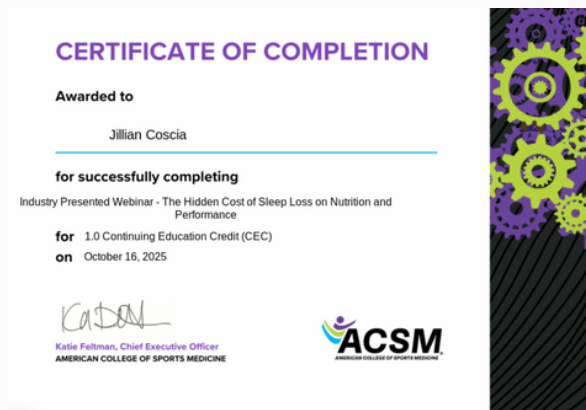 CERTIFICATE OF COMPLETION
Awarded to
Jillian Coscia
for successfully completing
Industry Presented Webinar - The Hidden Cost of Sleep Loss on Nutrition and
Performance
for 1.0 Continuing Education Credit (CEC)
on October 16, 2025
Katie Feltman, Chief Executive Officer
AMERICAN COLLEGE OF SPORTS MEDICINE
ACSM
AMERICAN COLLEGE OF SPORTS MEDICINE